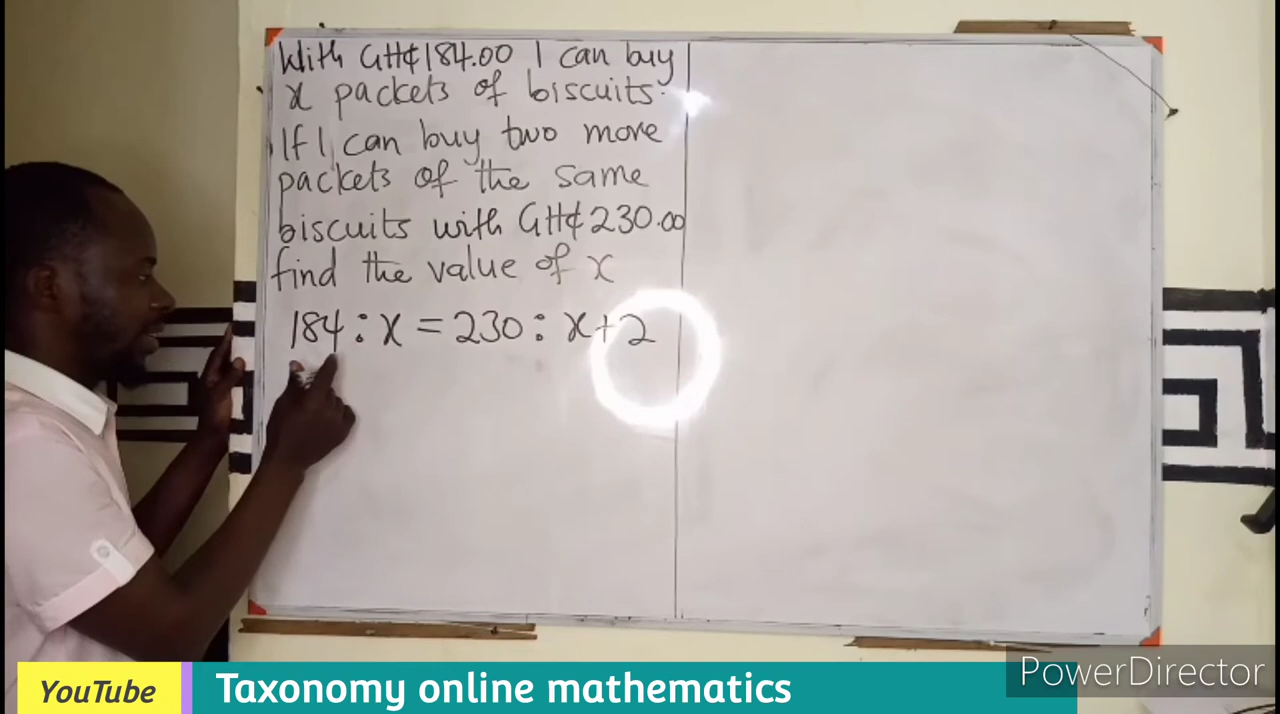 With GH¢184.00 I can buy
x packets of biscuits.
If I can buy two more
packets of the same
biscuits with GH¢230.00
find the value of x
184 : x = 230 : x + 2
PowerDirector
YouTube Taxonomy online mathematics